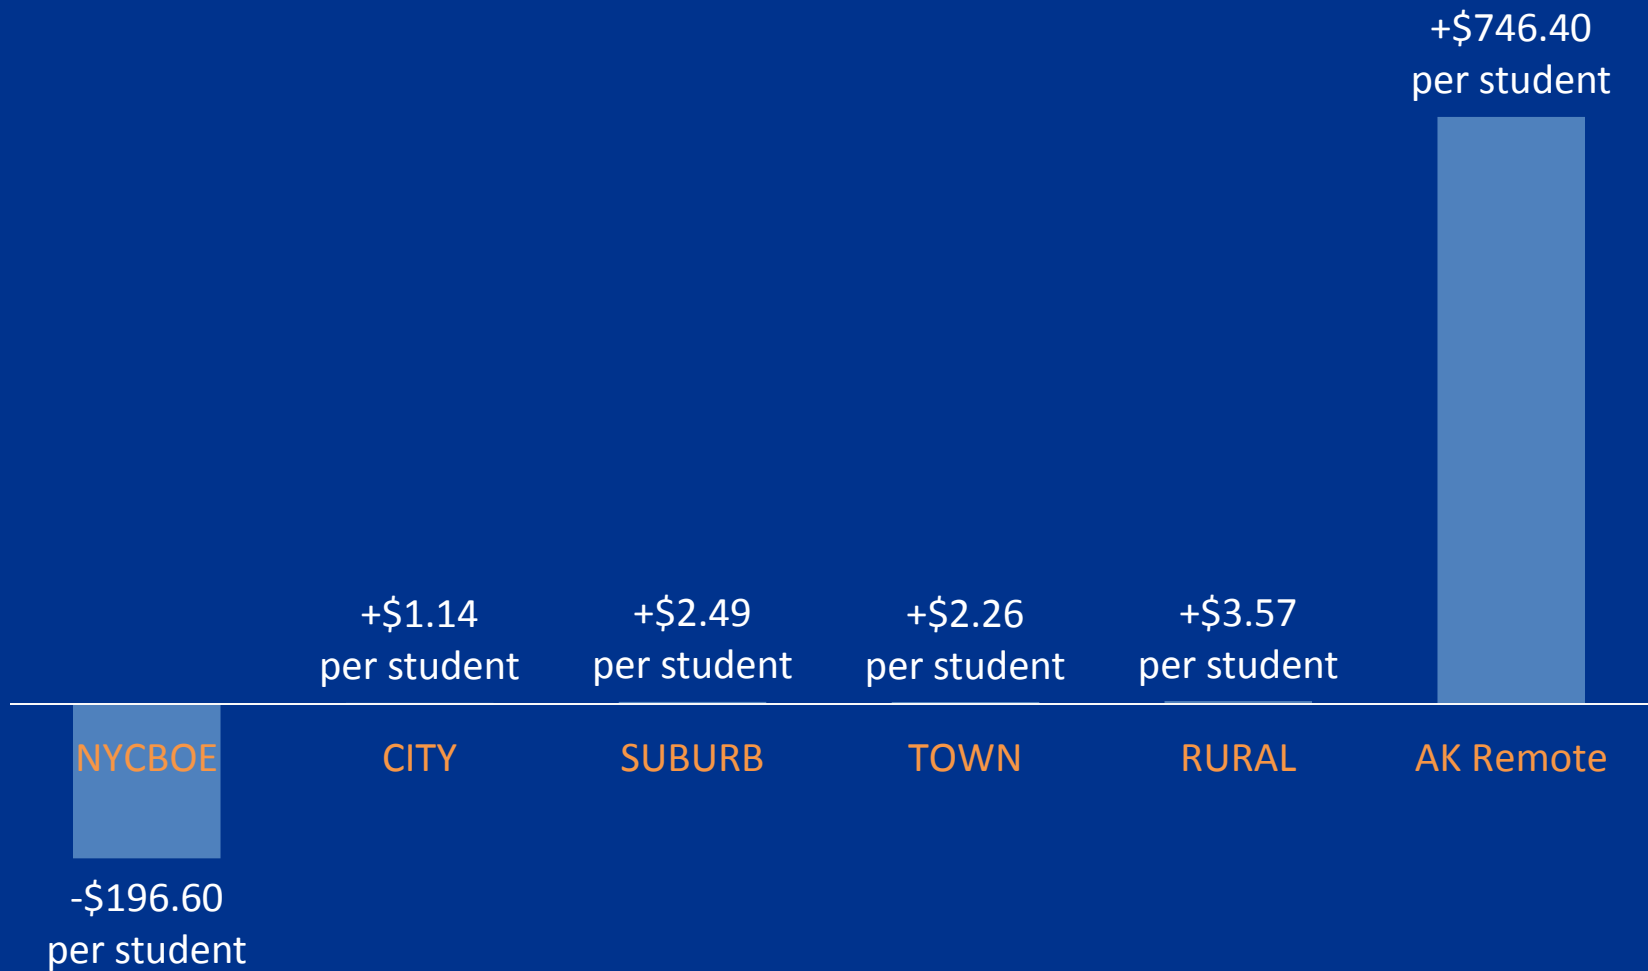 +$746.40
per student
+$1.14
per student
+$2.49
per student
+$2.26
per student
+$3.57
per student
NYCBOE
CITY
SUBURB
TOWN
RURAL
AK Remote
-$196.60
per student